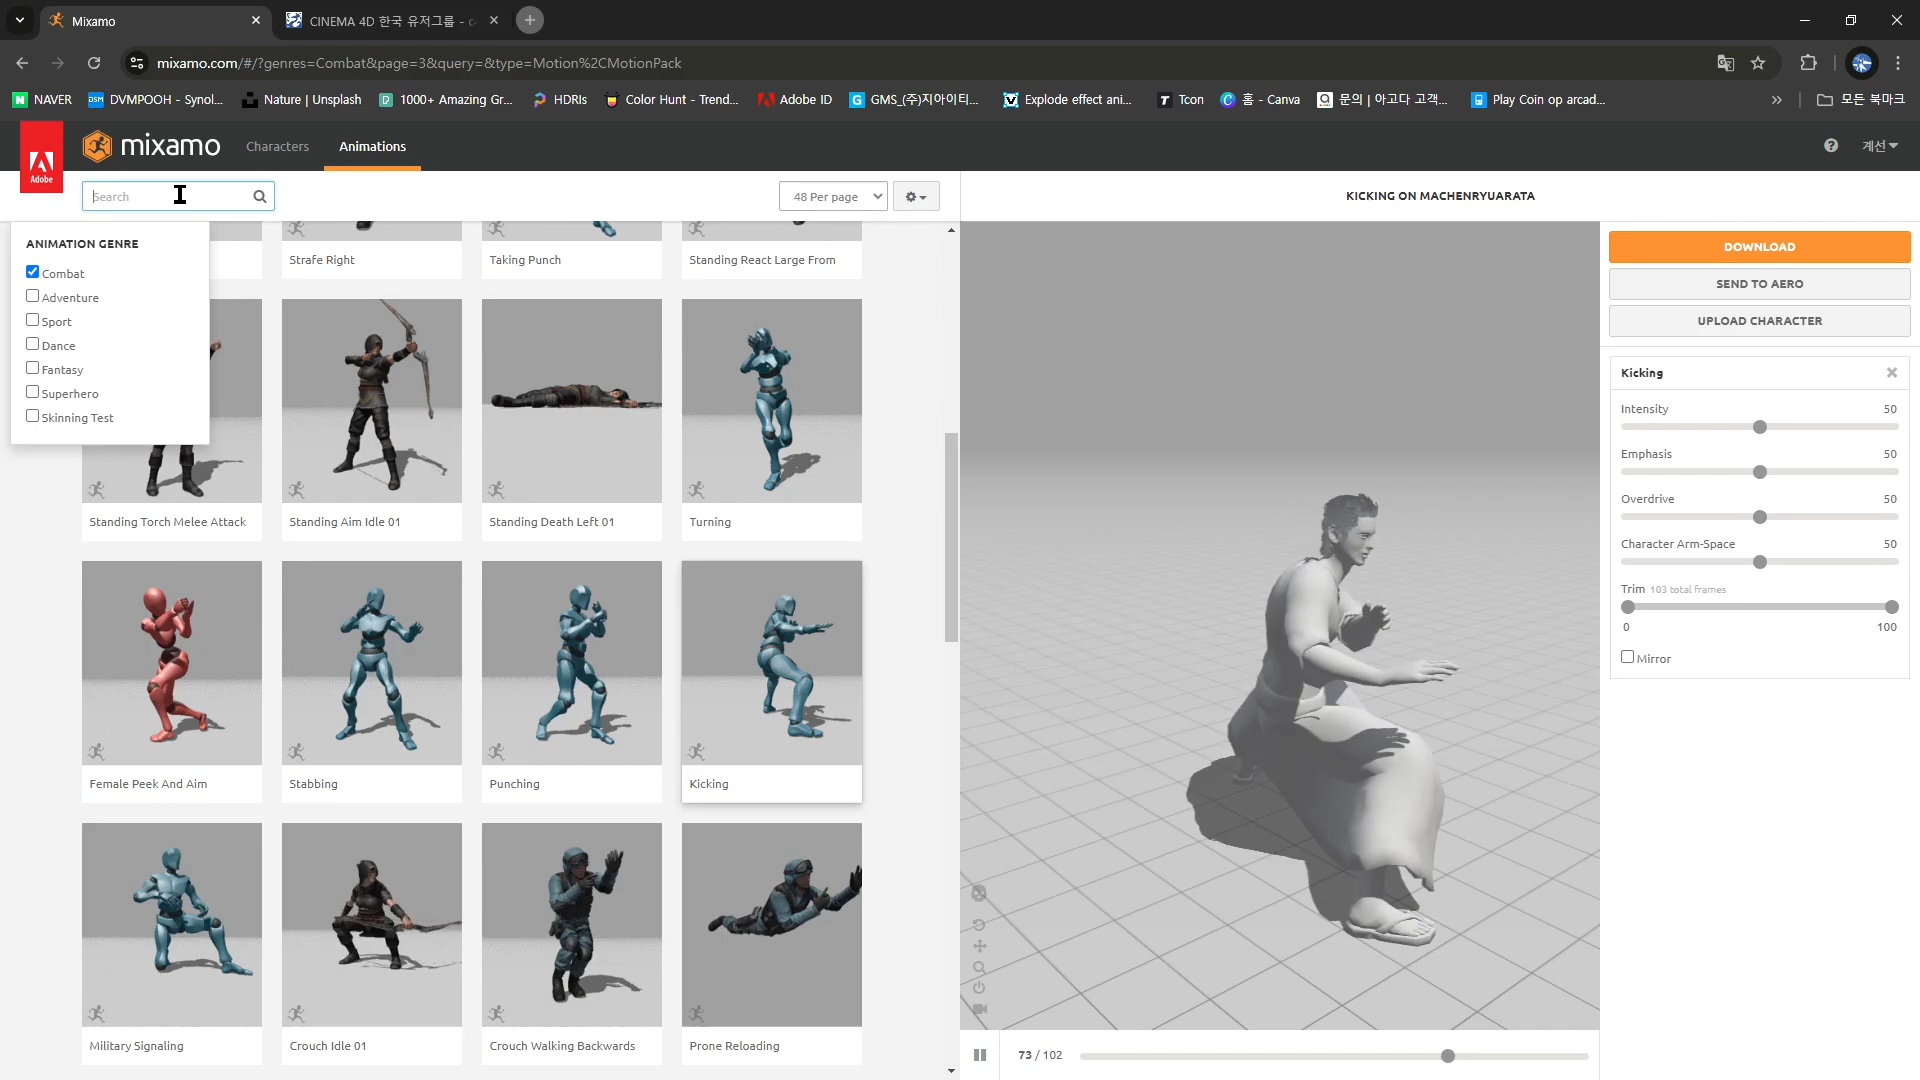 Mixamo
CINEMA 4D 한국 유저그룹 -
mixamo.com/#/?genres=Combat&page=3&query=&type=Motion%2CMotionPack
NAVER
DVMPOOH - Synol...
Nature | Unsplash
1000+ Amazing Gr...
HDRIs
Color Hunt - Trend...
Adobe ID
GMS_(주)지아이티...
Explode effect ani...
Tcon
홈 - Canva
문의 | 아고다 고객...
Play Coin op arcad...
모든 북마크
Adobe
mixamo
Characters
Animations
계선
Search
48 Per page
KICKING ON MACHENRYUARATA
ANIMATION GENRE
Combat
Adventure
Sport
Dance
Fantasy
Superhero
Skinning Test
Strafe Right
Taking Punch
Standing React Large From
Standing Torch Melee Attack
Standing Aim Idle 01
Standing Death Left 01
Turning
Female Peek And Aim
Stabbing
Punching
Kicking
Military Signaling
Crouch Idle 01
Crouch Walking Backwards
Prone Reloading
73 / 102
DOWNLOAD
SEND TO AERO
UPLOAD CHARACTER
Kicking
Intensity 50
Emphasis 50
Overdrive 50
Character Arm-Space 50
Trim 103 total frames
0 100
Mirror